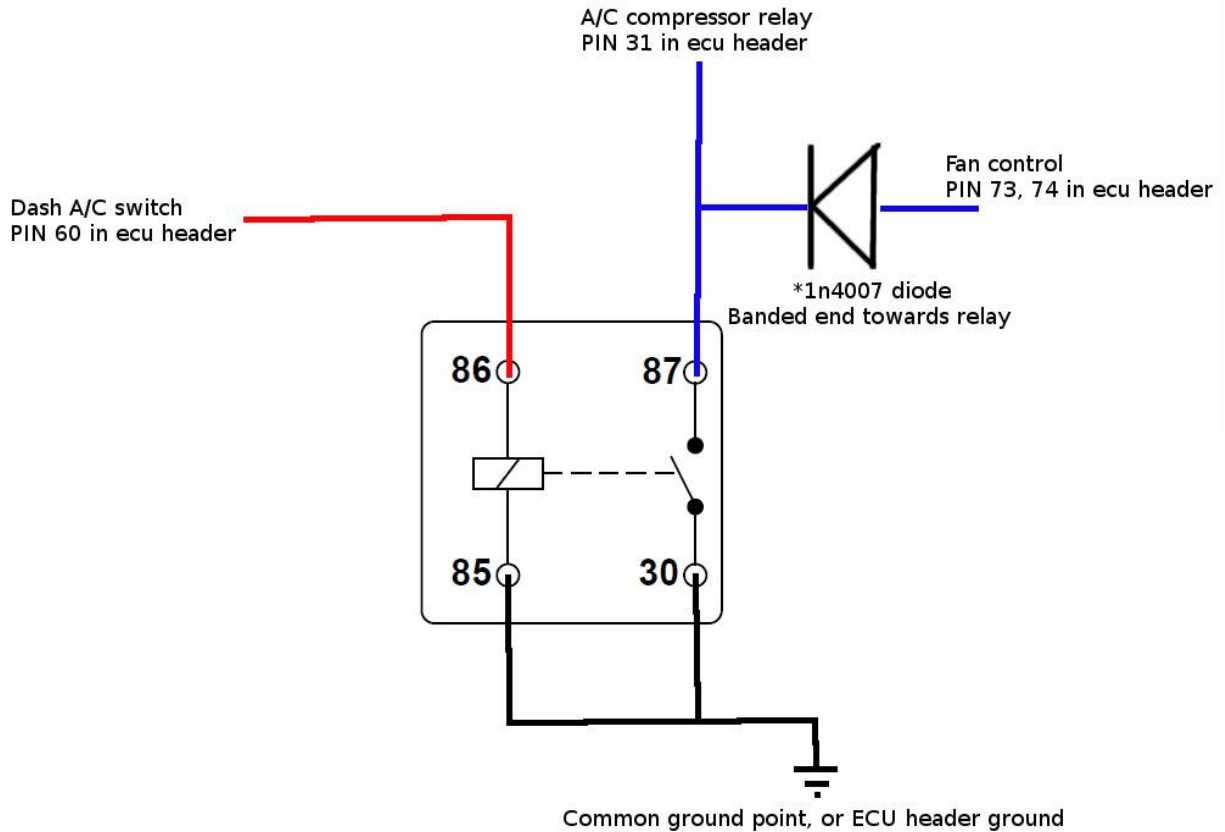 A/C compressor relay
PIN 31 in ecu header
Fan control
PIN 73, 74 in ecu header
Dash A/C switch
PIN 60 in ecu header
*1n4007 diode
Banded end towards relay
86
87
85
30
Common ground point, or ECU header ground